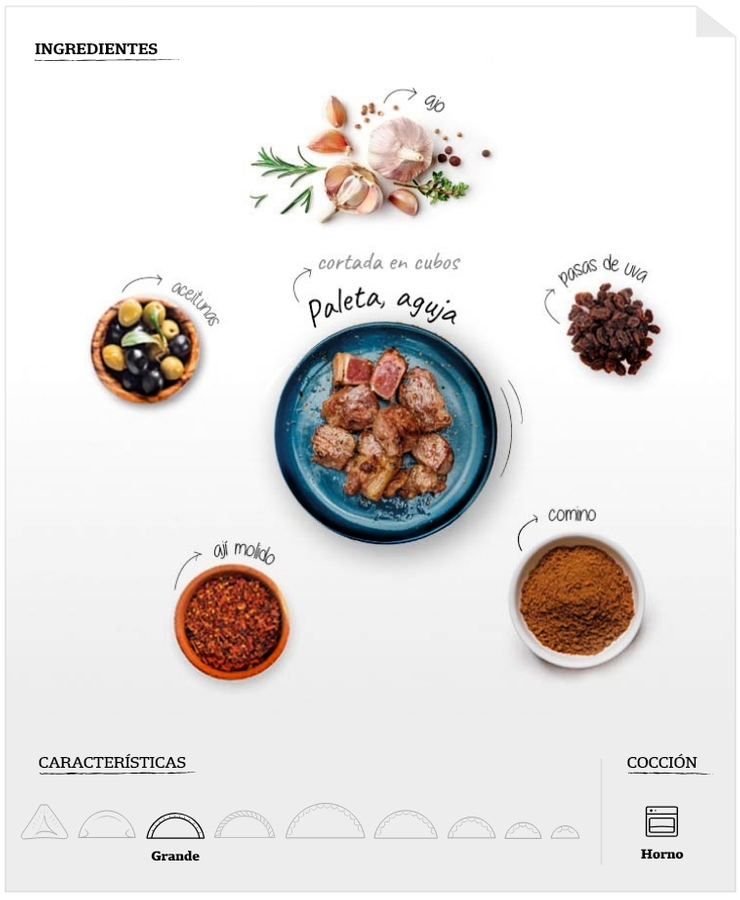 INGREDIENTES
ajo
cortada en cubos
Paleta, aguja
aceitunas
pasas de uva
ají molido
comino
CARACTERÍSTICAS
COCCIÓN
Grande
Horno